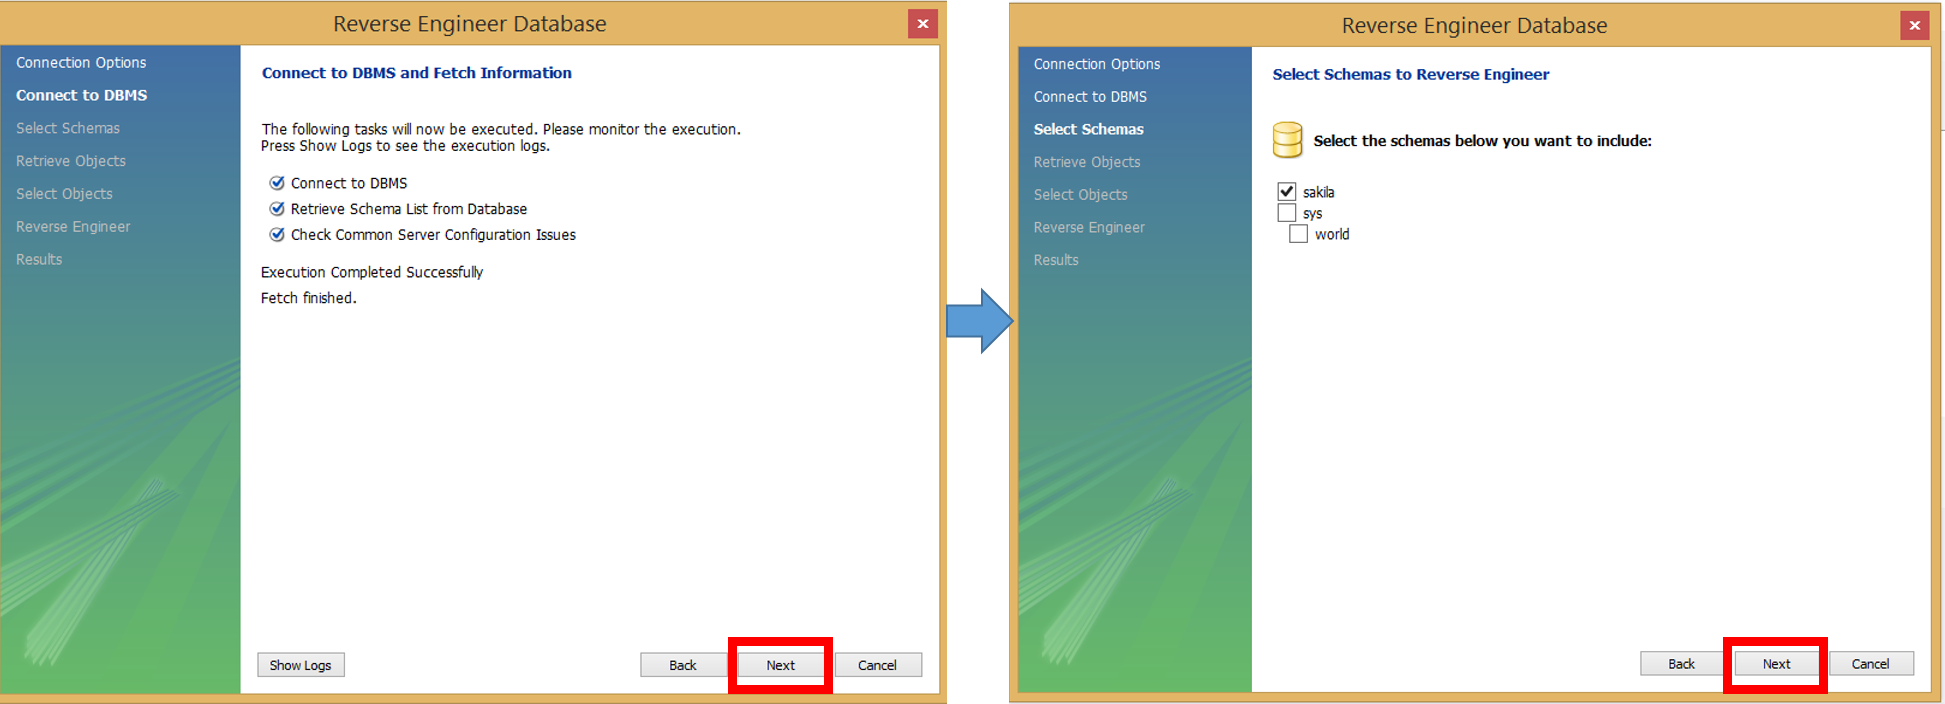 Reverse Engineer Database
Connection Options
Connect to DBMS
Select Schemas
Retrieve Objects
Select Objects
Reverse Engineer
Results
Connect to DBMS and Fetch Information
The following tasks will now be executed. Please monitor the execution.
Press Show Logs to see the execution logs.
Connect to DBMS
Retrieve Schema List from Database
Check Common Server Configuration Issues
Execution Completed Successfully
Fetch finished.
Show Logs
Back
Next
Cancel
Reverse Engineer Database
Connection Options
Connect to DBMS
Select Schemas
Retrieve Objects
Select Objects
Reverse Engineer
Results
Select Schemas to Reverse Engineer
Select the schemas below you want to include:
sakila
sys
world
Back
Next
Cancel